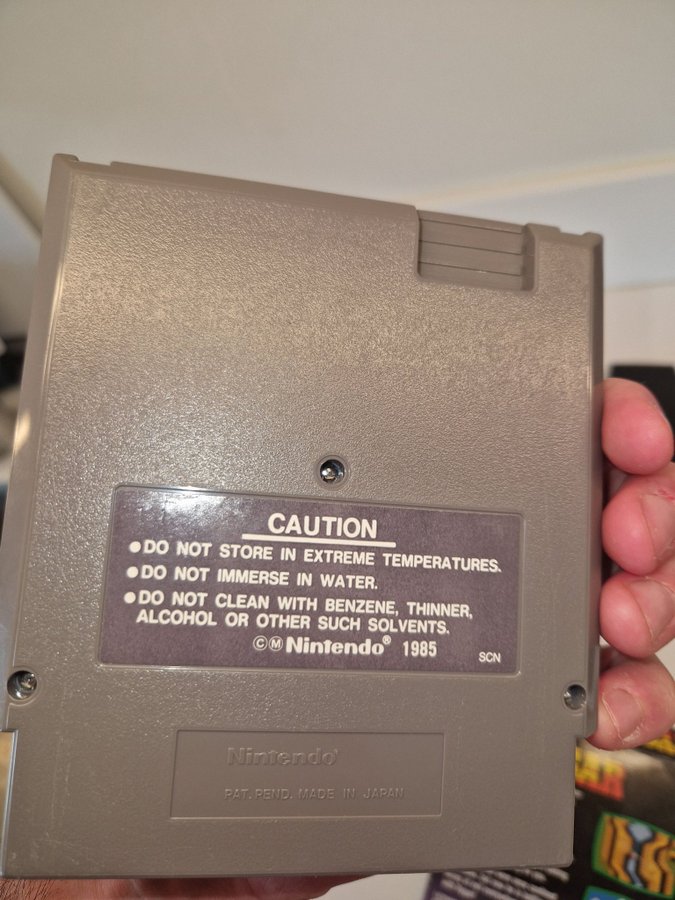 CAUTION
●DO NOT STORE IN EXTREME TEMPERATURES.
●DO NOT IMMERSE IN WATER.
●DO NOT CLEAN WITH BENZENE, THINNER,
ALCOHOL OR OTHER SUCH SOLVENTS.
©Ⓜ Nintendo® 1985
SCN
Nintendo®
PAT. PEND. MADE IN JAPAN